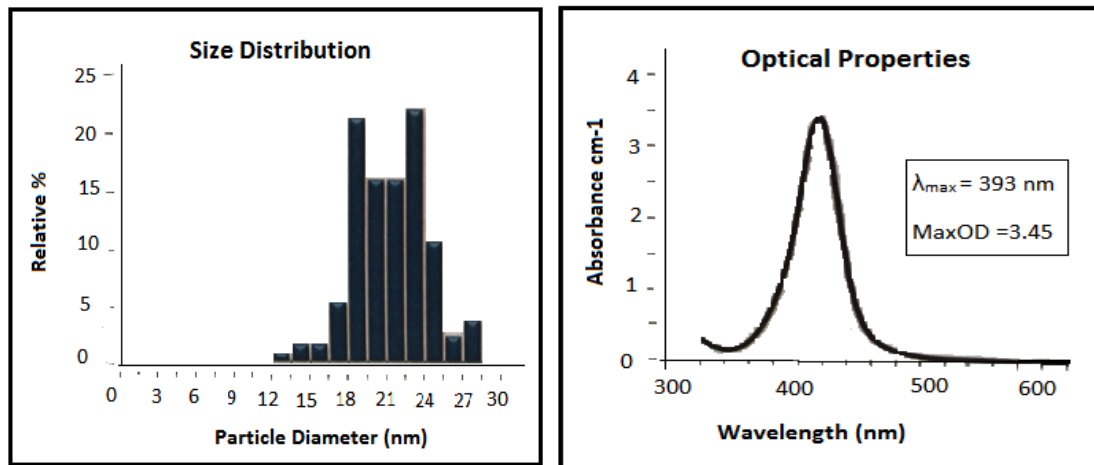 Size Distribution
25
20
15
10
5
0
Relative %
0 3 6 9 12 15 18 21 24 27 30
Particle Diameter (nm)
Optical Properties
4
3
2
1
0
Absorbance cm-1
λmax = 393 nm
MaxOD =3.45
300 400 500 600
Wavelength (nm)